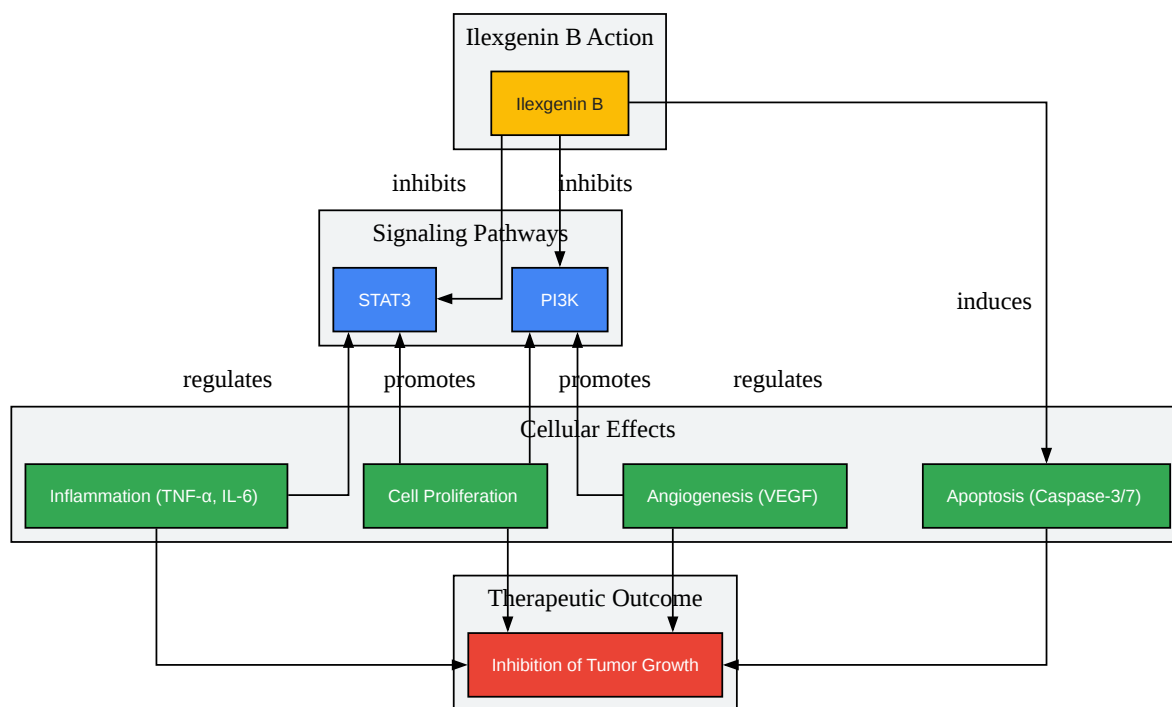 Ilexgenin B Action
Ilexgenin B
inhibits
inhibits
Signaling Pathways
STAT3
PI3K
induces
regulates
promotes
promotes
regulates
Cellular Effects
Inflammation (TNF-α, IL-6)
Cell Proliferation
Angiogenesis (VEGF)
Apoptosis (Caspase-3/7)
Therapeutic Outcome
Inhibition of Tumor Growth